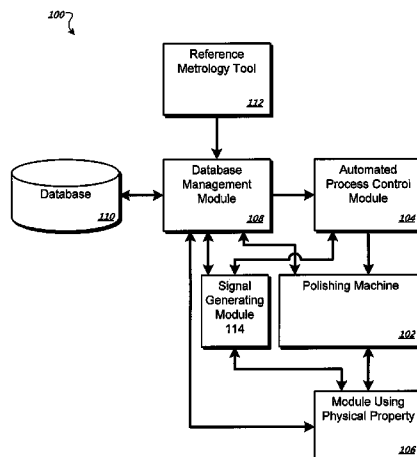 100
Reference
Metrology Tool
112
Database
110
Database
Management
Module
108
Automated
Process Control
Module
104
Signal
Generating
Module
114
Polishing Machine
102
Module Using
Physical Property
106